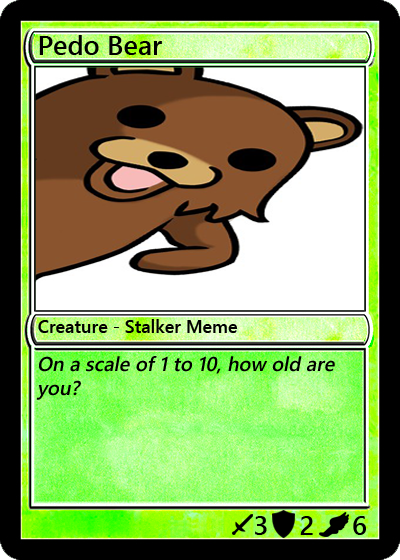 Pedo Bear
Creature - Stalker Meme
On a scale of 1 to 10, how old are
you?
3 2 6